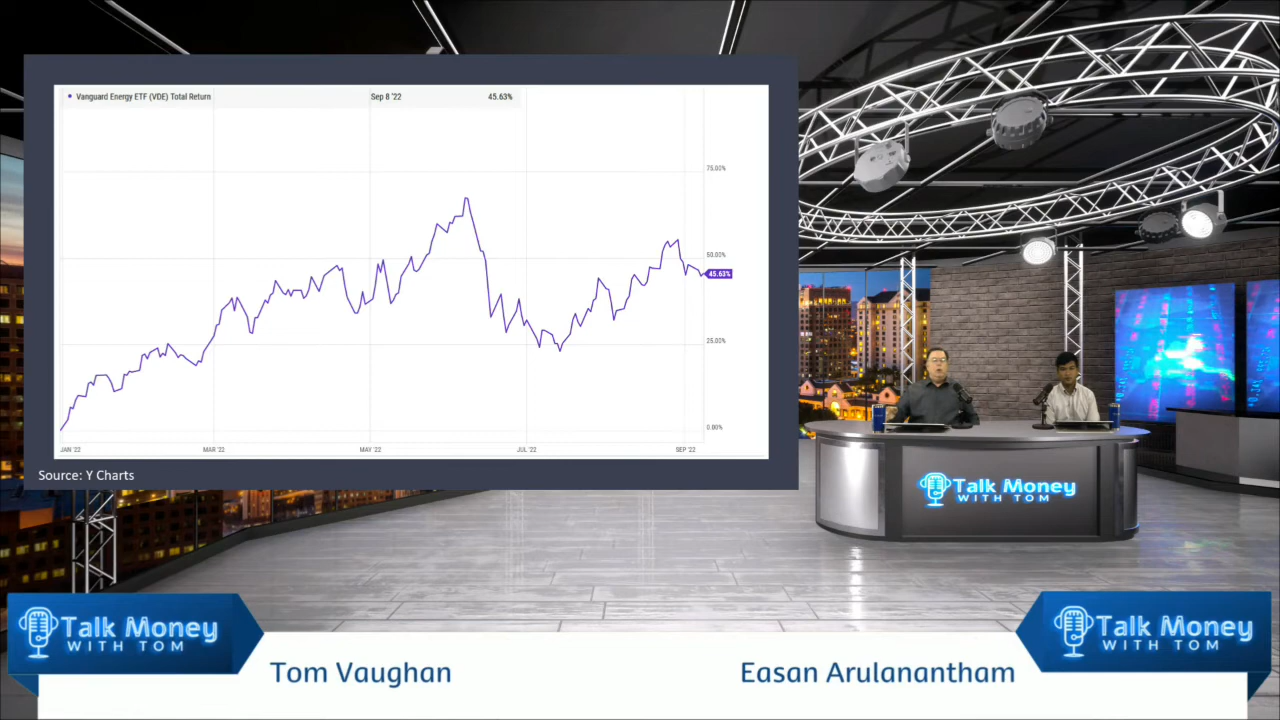 Vanguard Energy ETF (VDE) Total Return
Sep 8 '22
45.63%
75.00%
50.00%
45.63%
25.00%
0.00%
JAN '22
MAR '22
MAY '22
JUL '22
SEP '22
Source: Y Charts
Talk Money
WITH TOM
Talk Money
WITH TOM
Tom Vaughan
Easan Arulanantham
Talk Money
WITH TOM